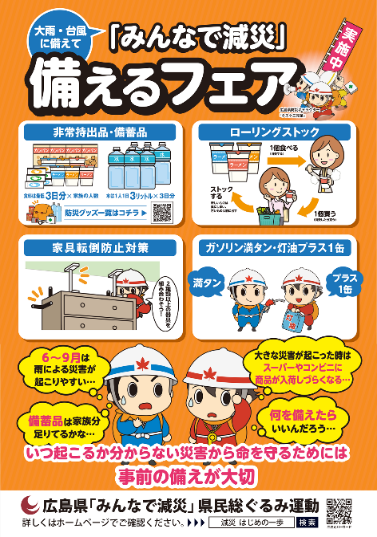 大雨・台風
に備えて
「みんなで減災」
実施中
備えるフェア
非常持出品・備蓄品
水
3日分×家族の人数
水は1人1日3リットル×3日分
防災グッズ一覧はコチラ▶
ローリングストック
1個食べる
ラーメン
ストック
する
1個買う
家具転倒防止対策
ガソリン満タン・灯油プラス1缶
満タン
プラス
1缶
6〜9月は
雨による災害が
起こりやすい…
大きな災害が起こった時は
スーパーやコンビニに
商品が入荷しづらくなる…
備蓄品は家族分
足りてるかな…
何を備えたら
いいんだろう…
いつ起こるか分からない災害から命を守るためには
事前の備えが大切
広島県「みんなで減災」県民総ぐるみ運動
詳しくはホームページでご確認ください。▶▶▶ 減災 はじめの一歩 検索